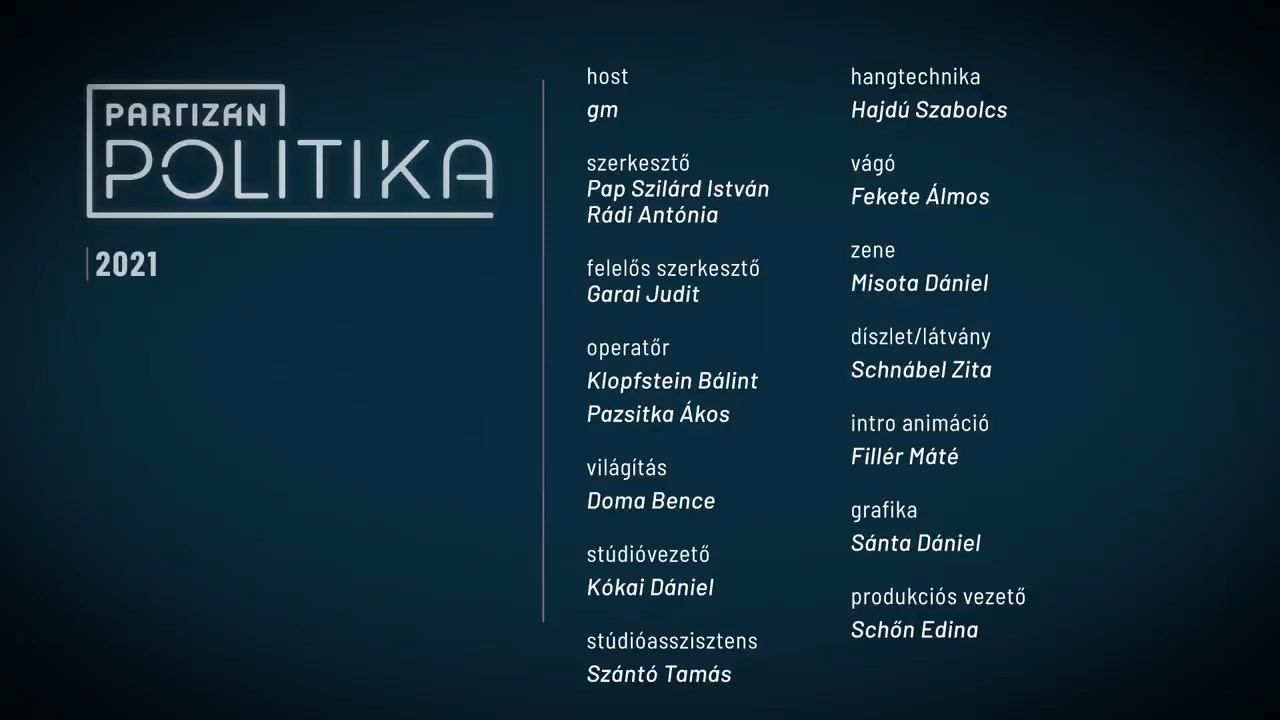 PARTIZÁN
POLITIKA
2021
host
gm
szerkesztő
Pap Szilárd István
Rádi Antónia
felelős szerkesztő
Garai Judit
operatőr
Klopfstein Bálint
Pazsitka Ákos
világítás
Doma Bence
stúdióvezető
Kókai Dániel
stúdióasszisztens
Szántó Tamás
hangtechnika
Hajdú Szabolcs
vágó
Fekete Álmos
zene
Misota Dániel
díszlet/látvány
Schnábel Zita
intro animáció
Fillér Máté
grafika
Sánta Dániel
produkciós vezető
Schőn Edina